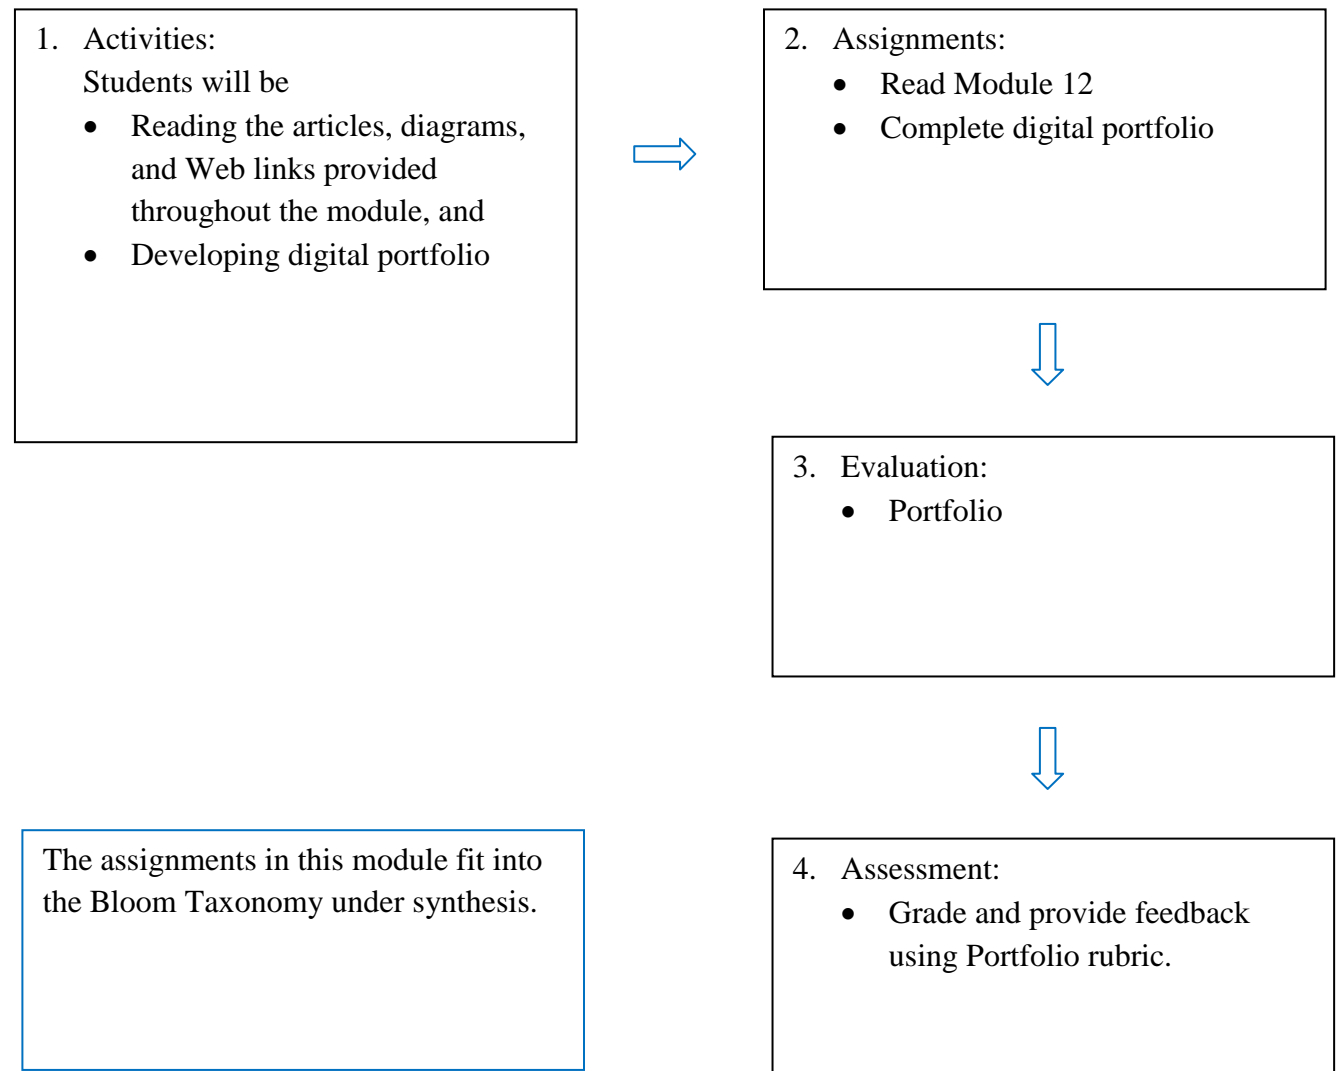 1. Activities:
Students will be
• Reading the articles, diagrams,
and Web links provided
throughout the module, and
• Developing digital portfolio
2. Assignments:
• Read Module 12
• Complete digital portfolio
3. Evaluation:
• Portfolio
4. Assessment:
• Grade and provide feedback
using Portfolio rubric.
The assignments in this module fit into
the Bloom Taxonomy under synthesis.